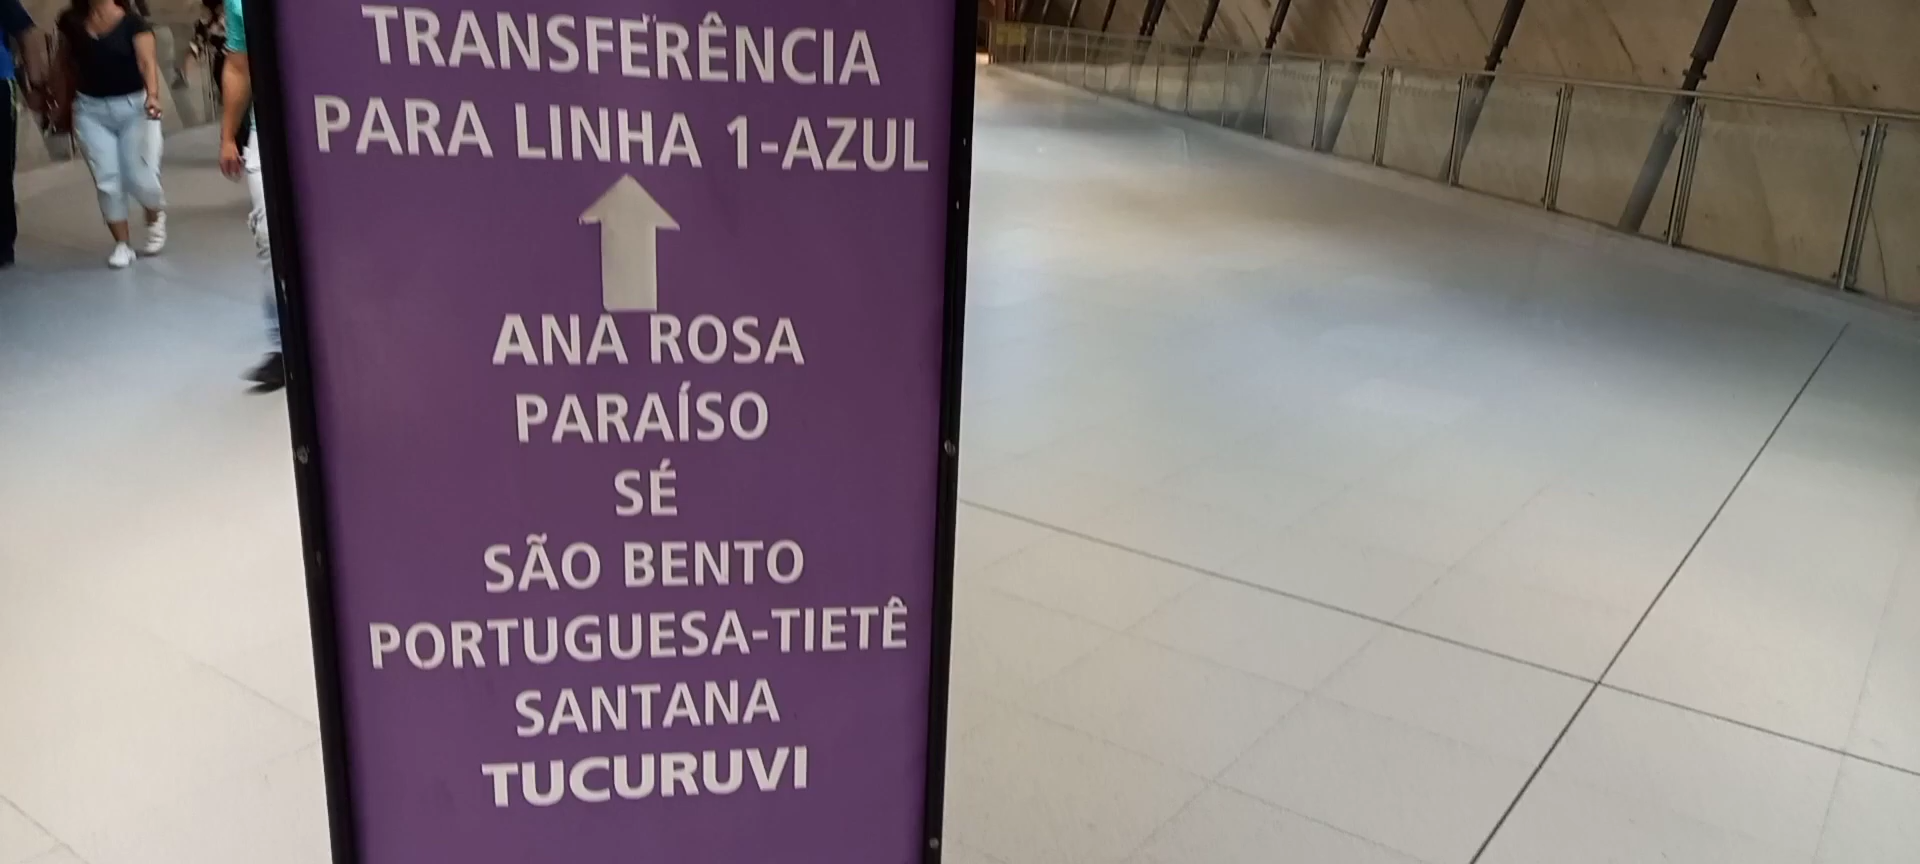 TRANSFERÊNCIA
PARA LINHA 1-AZUL
ANA ROSA
PARAÍSO
SÉ
SÃO BENTO
PORTUGUESA-TIETÊ
SANTANA
TUCURUVI